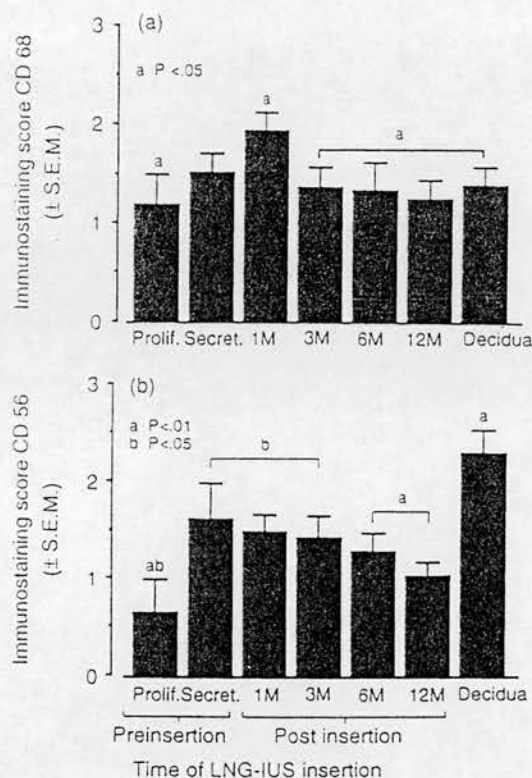 Immunostaining score CD 68
(± S.E.M.)
3
2
1
0
(a)
a P <.05
a
a
a
Prolif. Secret. 1M 3M 6M 12M Decidua
Immunostaining score CD 56
(± S.E.M.)
3
2
1
0
(b)
a P<.01
b P<.05
ab
b
a
a
Prolif. Secret. 1M 3M 6M 12M Decidua
Preinsertion Post insertion
Time of LNG-IUS insertion